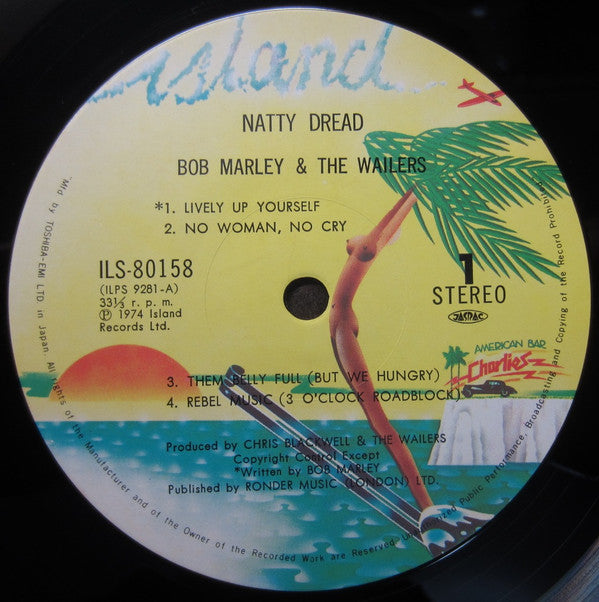 island
NATTY DREAD
BOB MARLEY & THE WAILERS
*1. LIVELY UP YOURSELF
2. NO WOMAN, NO CRY
ILS-80158
(ILPS 9281-A)
33⅓ r. p. m.
Ⓟ 1974 Island
Records Ltd.
1
STEREO
JASRAC
AMERICAN BAR
Charlies
3. THEM BELLY FULL (BUT WE HUNGRY)
4. REBEL MUSIC (3 O'CLOCK ROADBLOCK)
Produced by CHRIS BLACKWELL & THE WAILERS
Copyright Control Except
*Written by BOB MARLEY
Published by RONDER MUSIC (LONDON) LTD.
Mfd by TOSHIBA-EMI LTD in Japan. All rights of the Manufacturer and of the Owner of the Recorded Work are Reserved. Unauthorized Public Performance, Broadcasting and Copying of the Record Prohibited